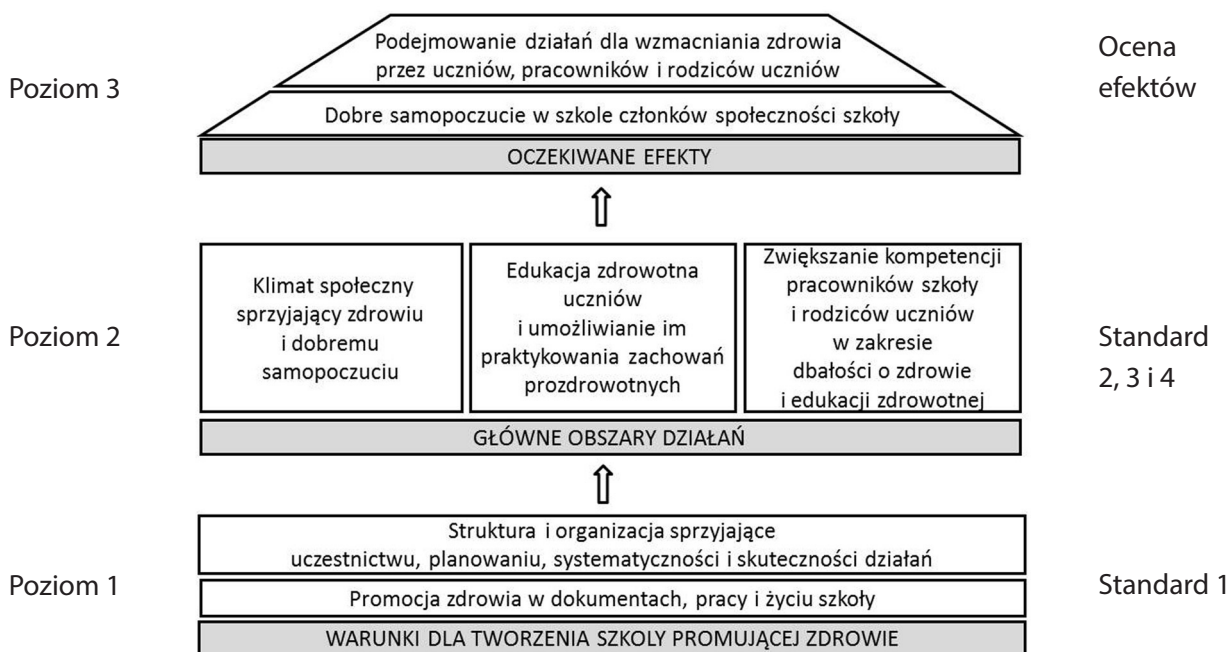 Podejmowanie działań dla wzmacniania zdrowia
przez uczniów, pracowników i rodziców uczniów
Ocena
efektów
Poziom 3
Dobre samopoczucie w szkole członków społeczności szkoły
OCZEKIWANE EFEKTY
Poziom 2
Klimat społeczny
sprzyjający zdrowiu
i dobremu
samopoczuciu
Edukacja zdrowotna
uczniów
i umożliwianie im
praktykowania zachowań
prozdrowotnych
Zwiększanie kompetencji
pracowników szkoły
i rodziców uczniów
w zakresie
dbałości o zdrowie
i edukacji zdrowotnej
Standard
2, 3 i 4
GŁÓWNE OBSZARY DZIAŁAŃ
Poziom 1
Struktura i organizacja sprzyjające
uczestnictwu, planowaniu, systematyczności i skuteczności działań
Promocja zdrowia w dokumentach, pracy i życiu szkoły
Standard 1
WARUNKI DLA TWORZENIA SZKOLY PROMUJĄCEJ ZDROWIE